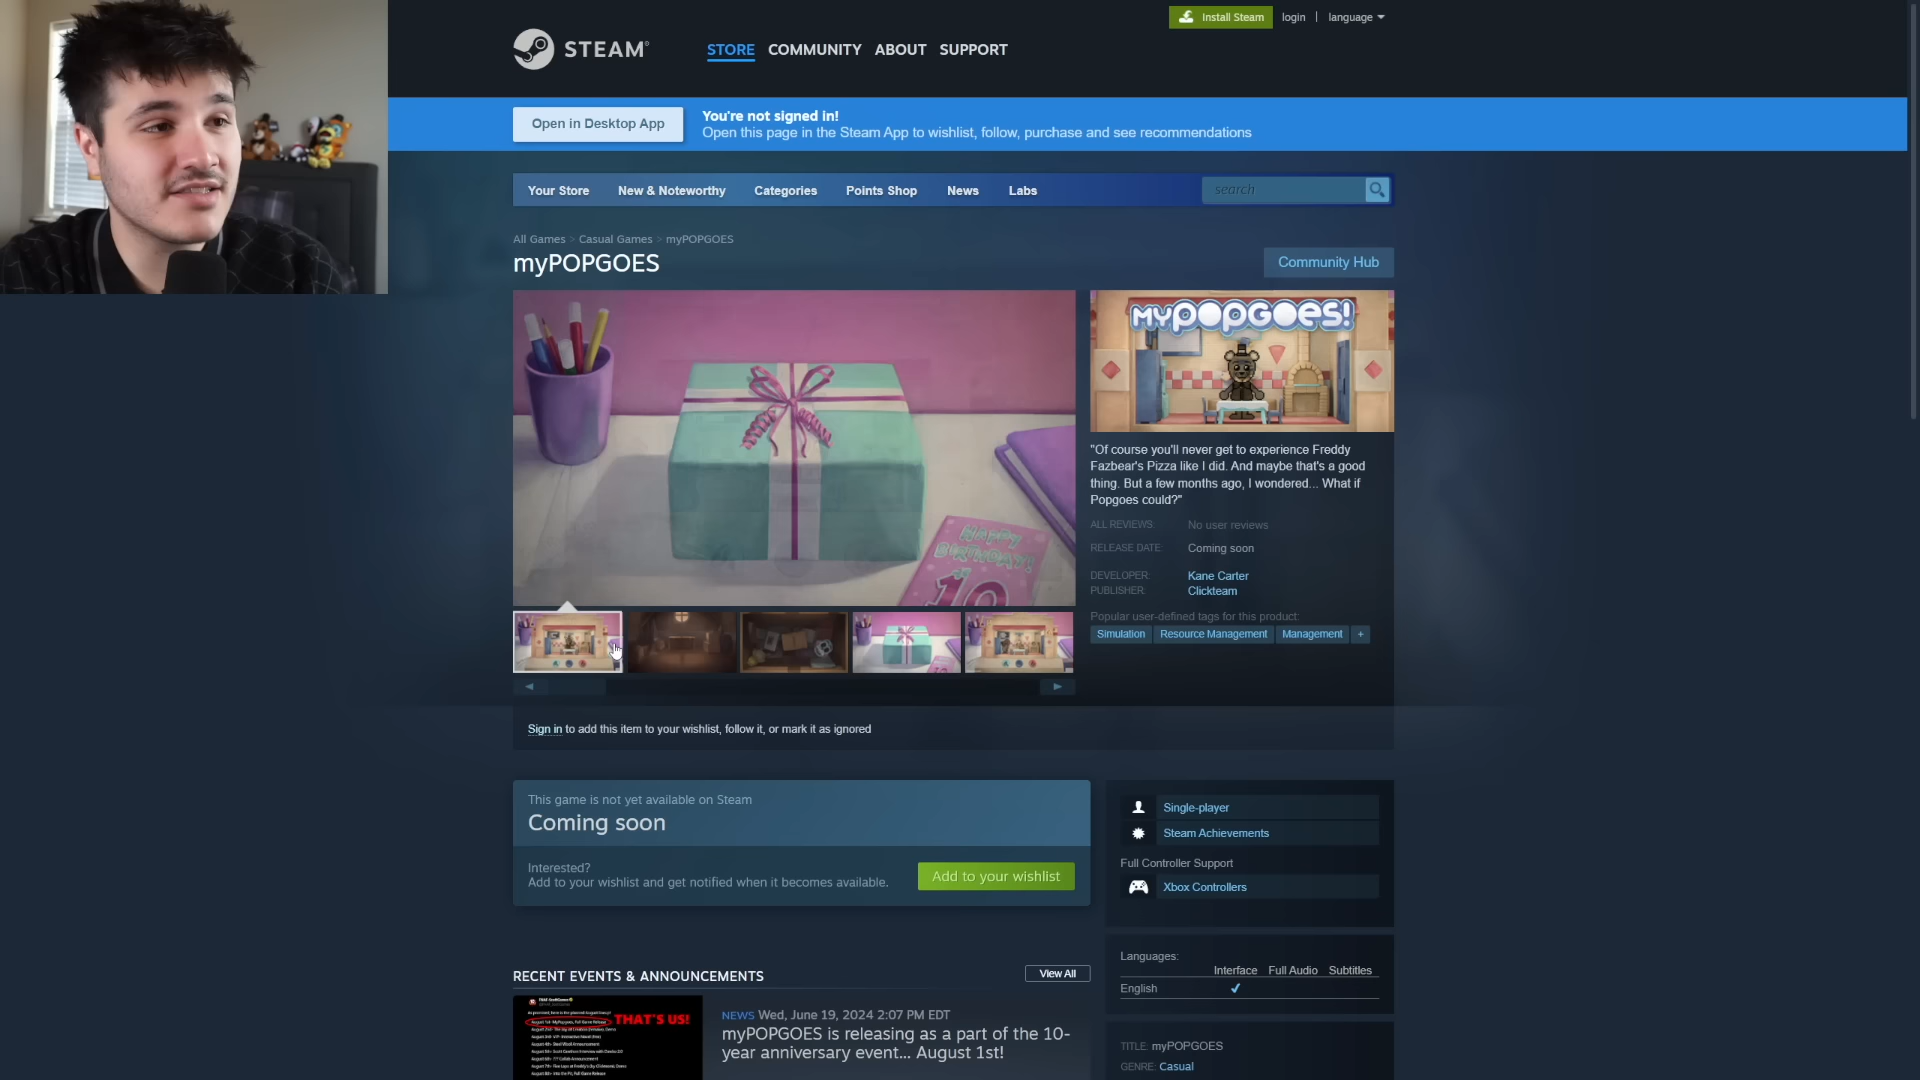 Install Steam
login | language
STEAM®
STORE COMMUNITY ABOUT SUPPORT
Open in Desktop App
You're not signed in!
Open this page in the Steam App to wishlist, follow, purchase and see recommendations
Your Store New & Noteworthy Categories Points Shop News Labs
search
All Games > Casual Games > myPOPGOES
myPOPGOES
Community Hub
HAPPY
BIRTHDAY!
10
MYPOPGOES!
"Of course you'll never get to experience Freddy
Fazbear's Pizza like I did. And maybe that's a good
thing. But a few months ago, I wondered... What if
Popgoes could?"
ALL REVIEWS: No user reviews
RELEASE DATE: Coming soon
DEVELOPER: Kane Carter
PUBLISHER: Clickteam
Popular user-defined tags for this product:
Simulation Resource Management Management +
Sign in to add this item to your wishlist, follow it, or mark it as ignored
This game is not yet available on Steam
Coming soon
Interested?
Add to your wishlist and get notified when it becomes available.
Add to your wishlist
Single-player
Steam Achievements
Full Controller Support
Xbox Controllers
Languages:
Interface Full Audio Subtitles
English ✔
RECENT EVENTS & ANNOUNCEMENTS
View All
THAT'S US!
NEWS Wed, June 19, 2024 2:07 PM EDT
myPOPGOES is releasing as a part of the 10-
year anniversary event... August 1st!
TITLE: myPOPGOES
GENRE: Casual